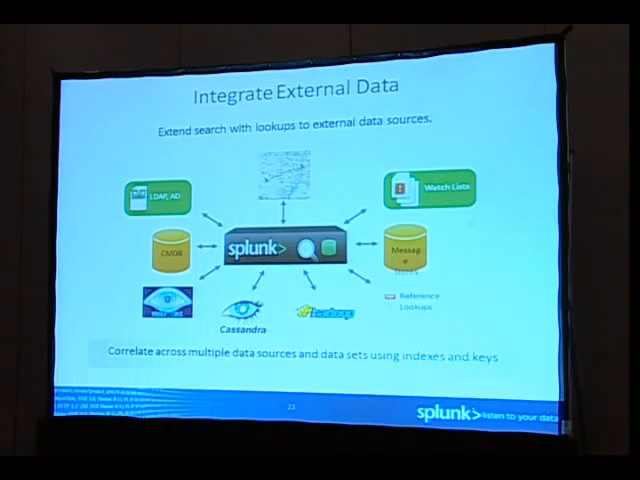 Integrate External Data
Extend search with lookups to external data sources.
LDAP, AD
Watch Lists
CMDB
splunk>
Messag
e
Stores
Cassandra
hadoop
Reference
Lookups
Correlate across multiple data sources and data sets using indexes and keys
23
splunk> listen to your data